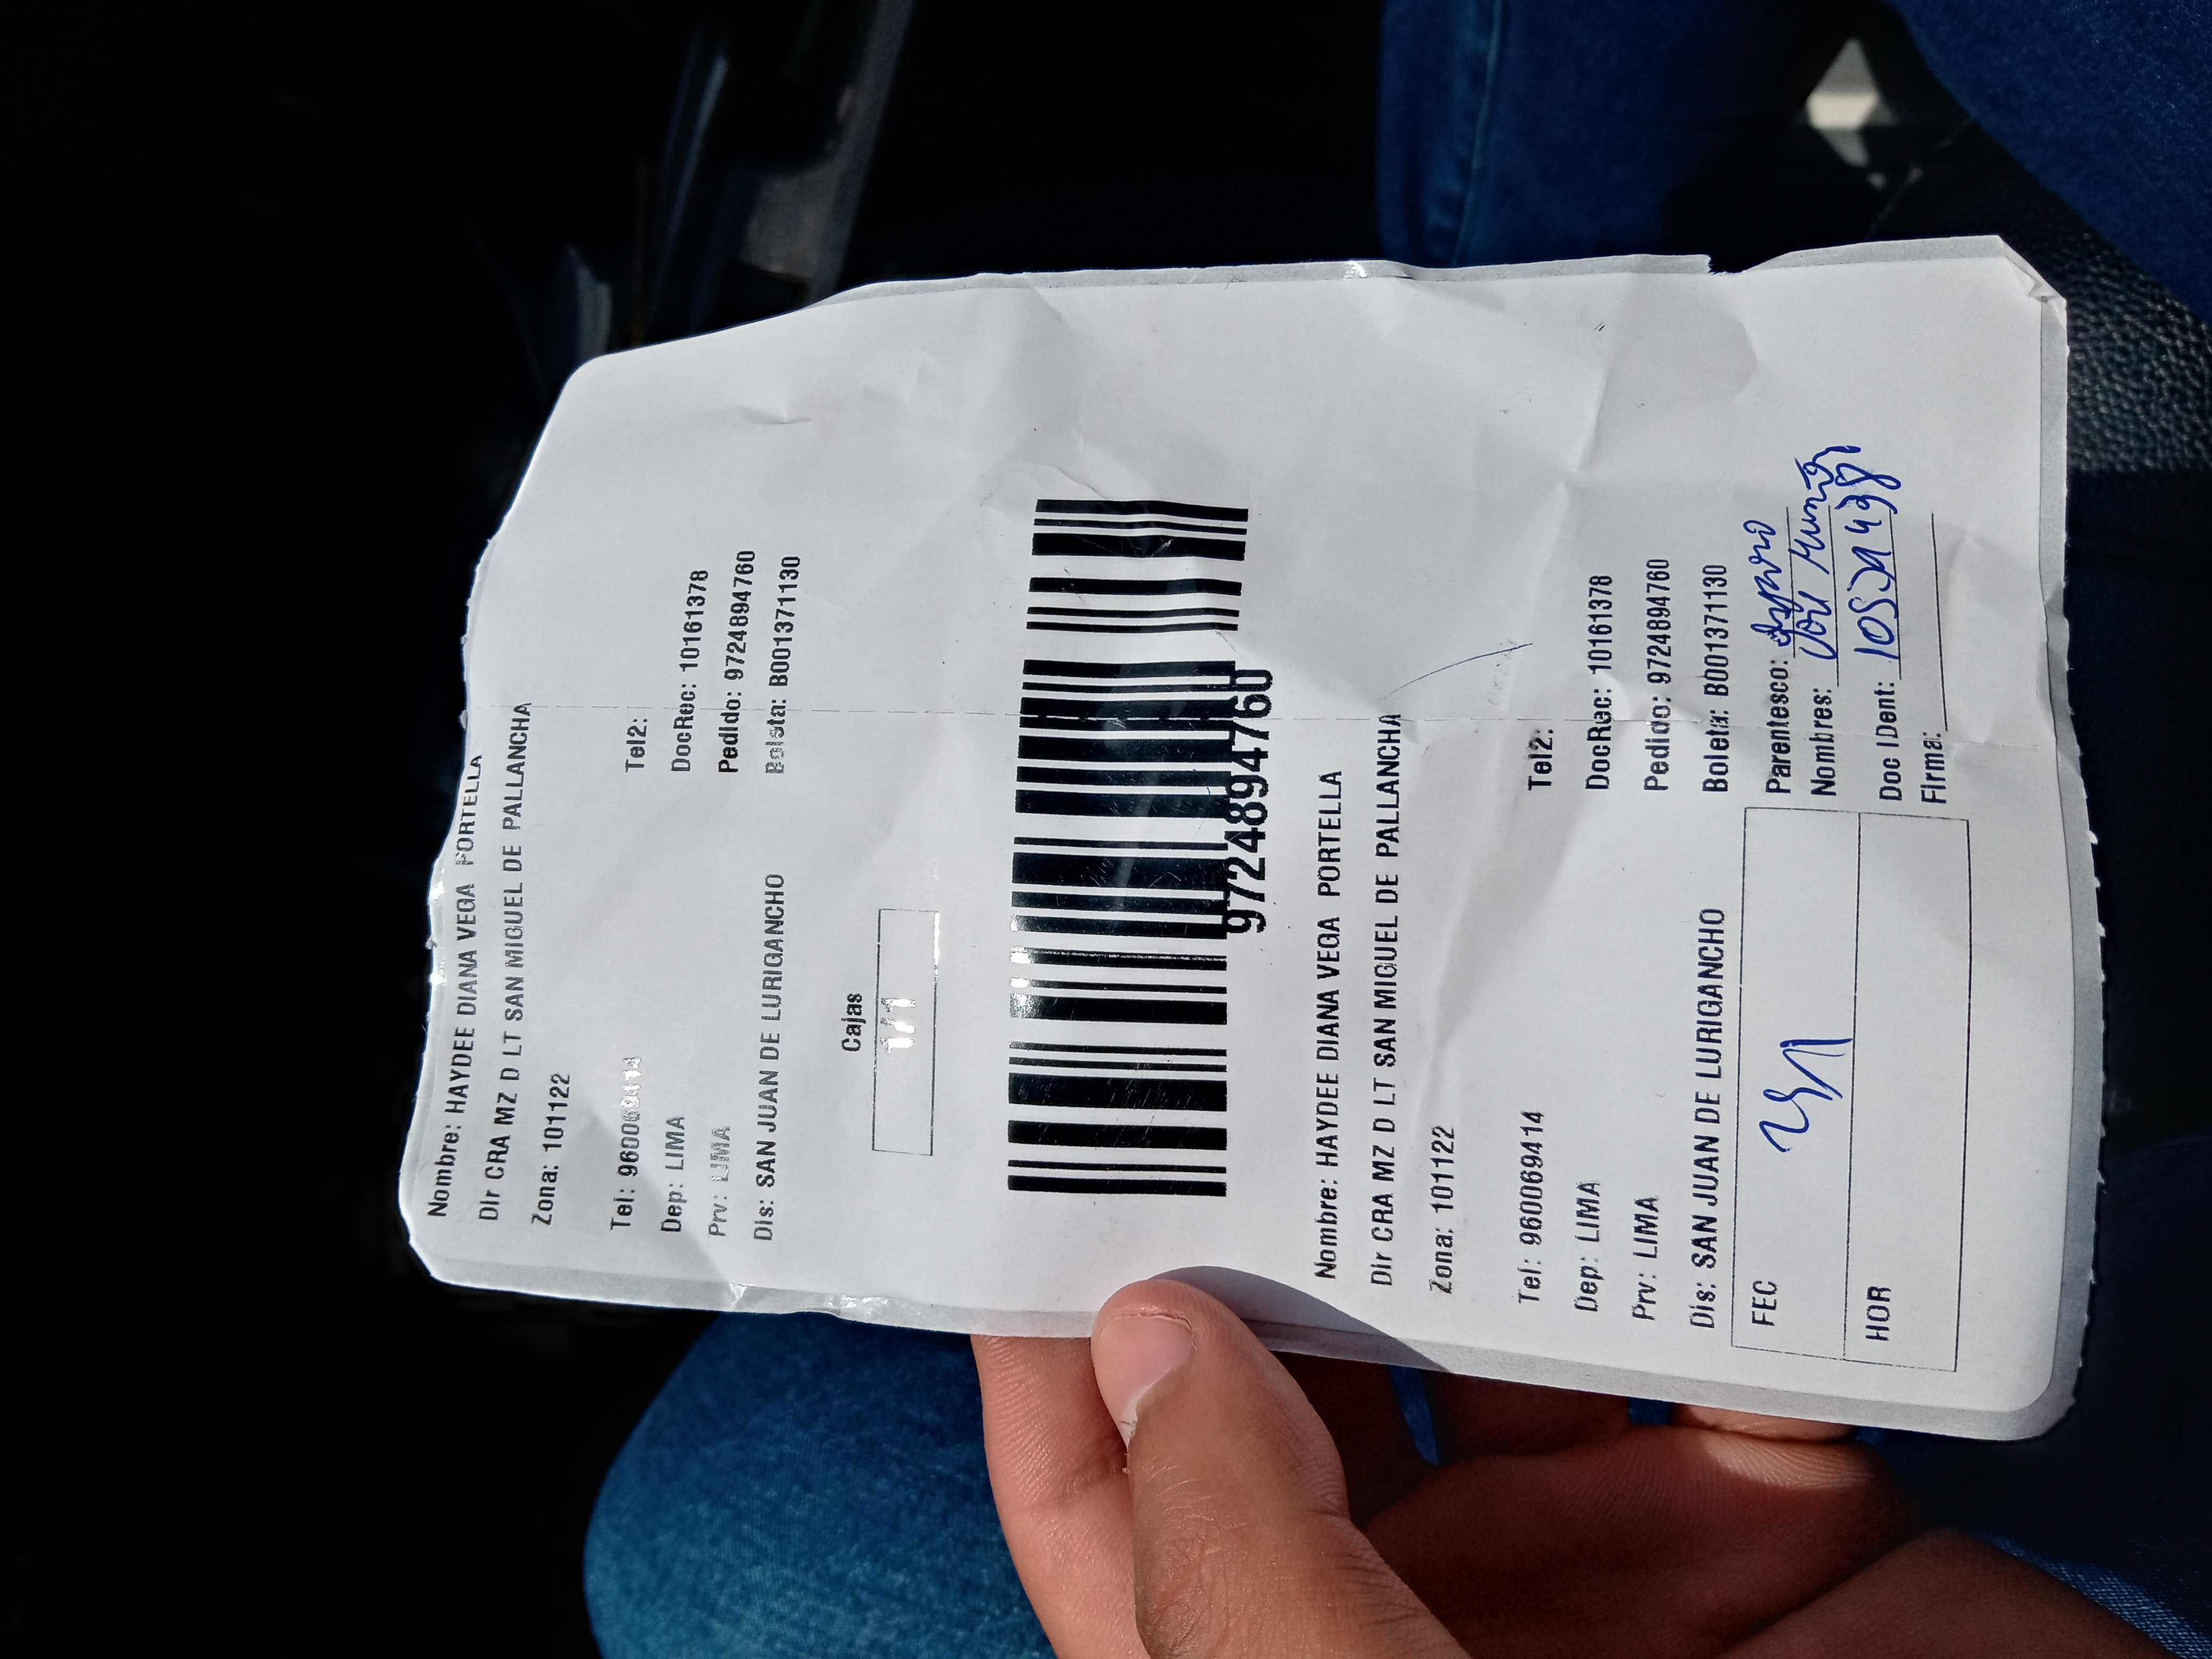 Nombre: HAYDEE DIANA VEGA PORTELLA
Dir CRA MZ D LT SAN MIGUEL DE PALLANCHA
Zona: 101122
Tel: 960069414 Tel2:
Dep: LIMA DocRec: 10161378
Prv: LIMA Pedido: 9724894760
Dis: SAN JUAN DE LURIGANCHO Boleta: B001371130
Cajas
1/1
9724894760
Nombre: HAYDEE DIANA VEGA PORTELLA
Dir CRA MZ D LT SAN MIGUEL DE PALLANCHA
Zona: 101122
Tel: 960069414 Tel2:
Dep: LIMA DocRec: 10161378
Prv: LIMA Pedido: 9724894760
Dis: SAN JUAN DE LURIGANCHO Boleta: B001371130
FEC Parentesco:
Nombres:
HOR Doc IDent:
Firma: